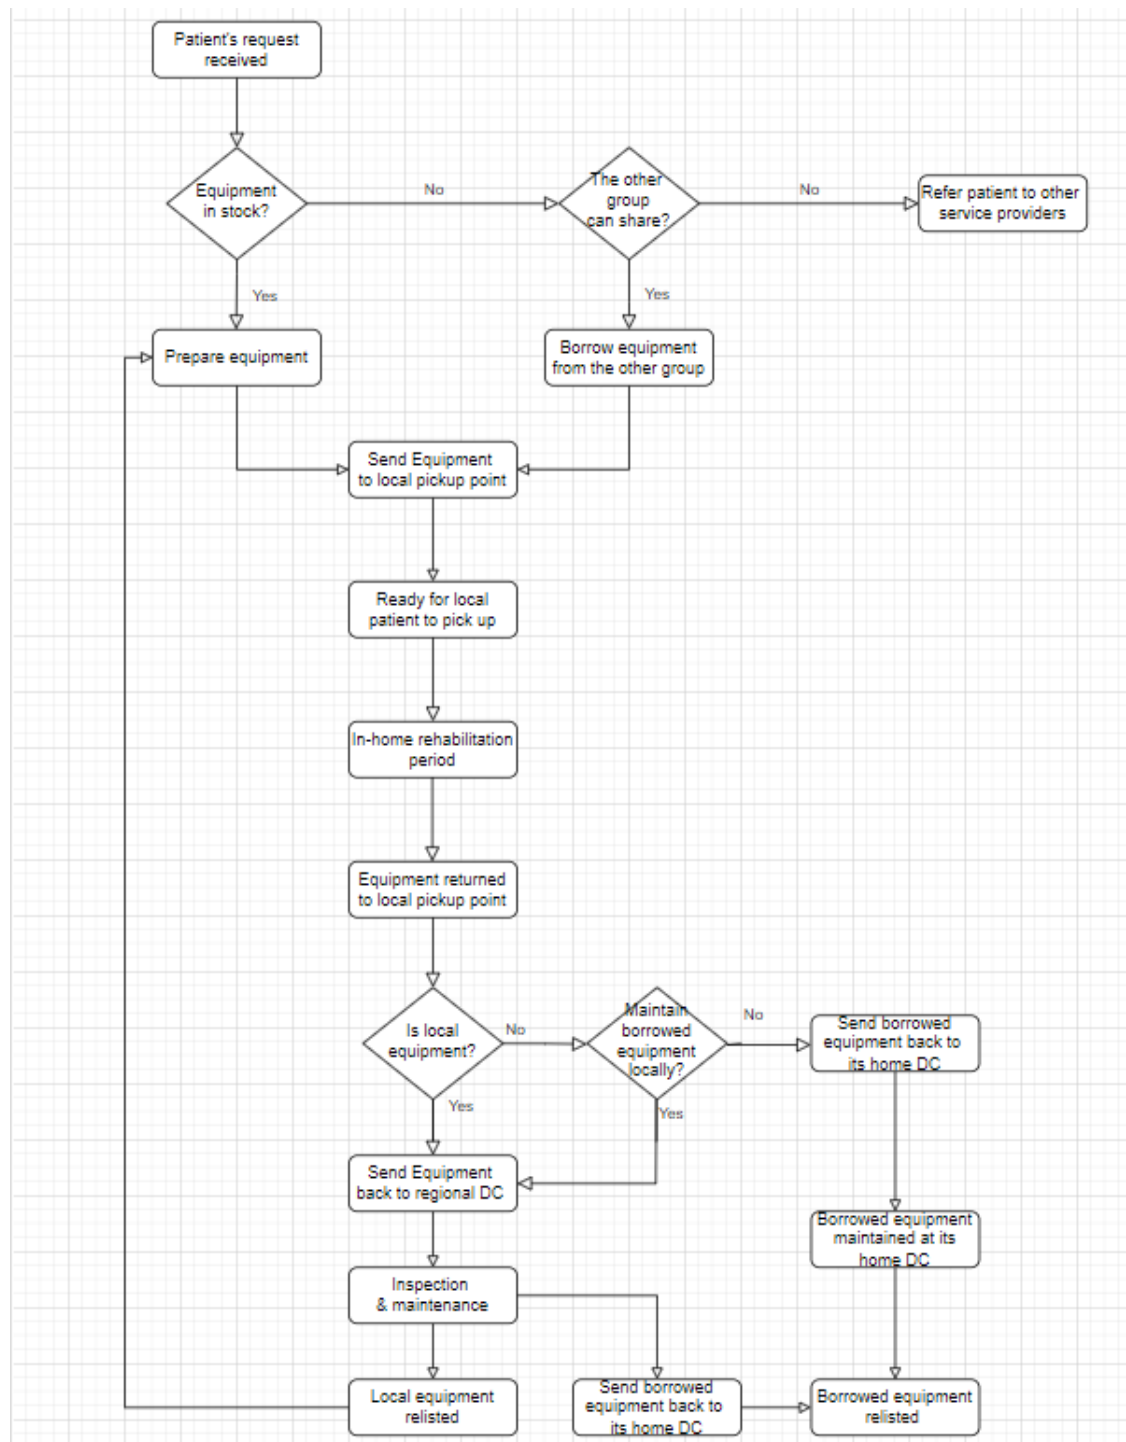 Patient's request
received
Equipment
in stock?
No
The other
group
can share?
No
Refer patient to other
service providers
Yes
Yes
Prepare equipment
Borrow equipment
from the other group
Send Equipment
to local pickup point
Ready for local
patient to pick up
In-home rehabilitation
period
Equipment returned
to local pickup point
Is local
equipment?
No
Maintain
borrowed
equipment
locally?
No
Send borrowed
equipment back to
its home DC
Yes
Yes
Send Equipment
back to regional DC
Borrowed equipment
maintained at its
home DC
Inspection
& maintenance
Local equipment
relisted
Send borrowed
equipment back to
its home DC
Borrowed equipment
relisted